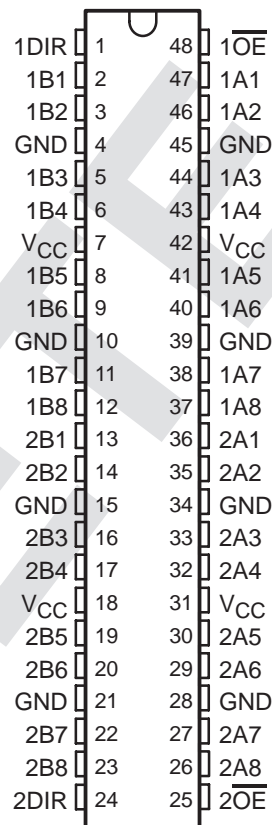 1DIR 1 48 1O̅E̅
1B1 2 47 1A1
1B2 3 46 1A2
GND 4 45 GND
1B3 5 44 1A3
1B4 6 43 1A4
VCC 7 42 VCC
1B5 8 41 1A5
1B6 9 40 1A6
GND 10 39 GND
1B7 11 38 1A7
1B8 12 37 1A8
2B1 13 36 2A1
2B2 14 35 2A2
GND 15 34 GND
2B3 16 33 2A3
2B4 17 32 2A4
VCC 18 31 VCC
2B5 19 30 2A5
2B6 20 29 2A6
GND 21 28 GND
2B7 22 27 2A7
2B8 23 26 2A8
2DIR 24 25 2O̅E̅